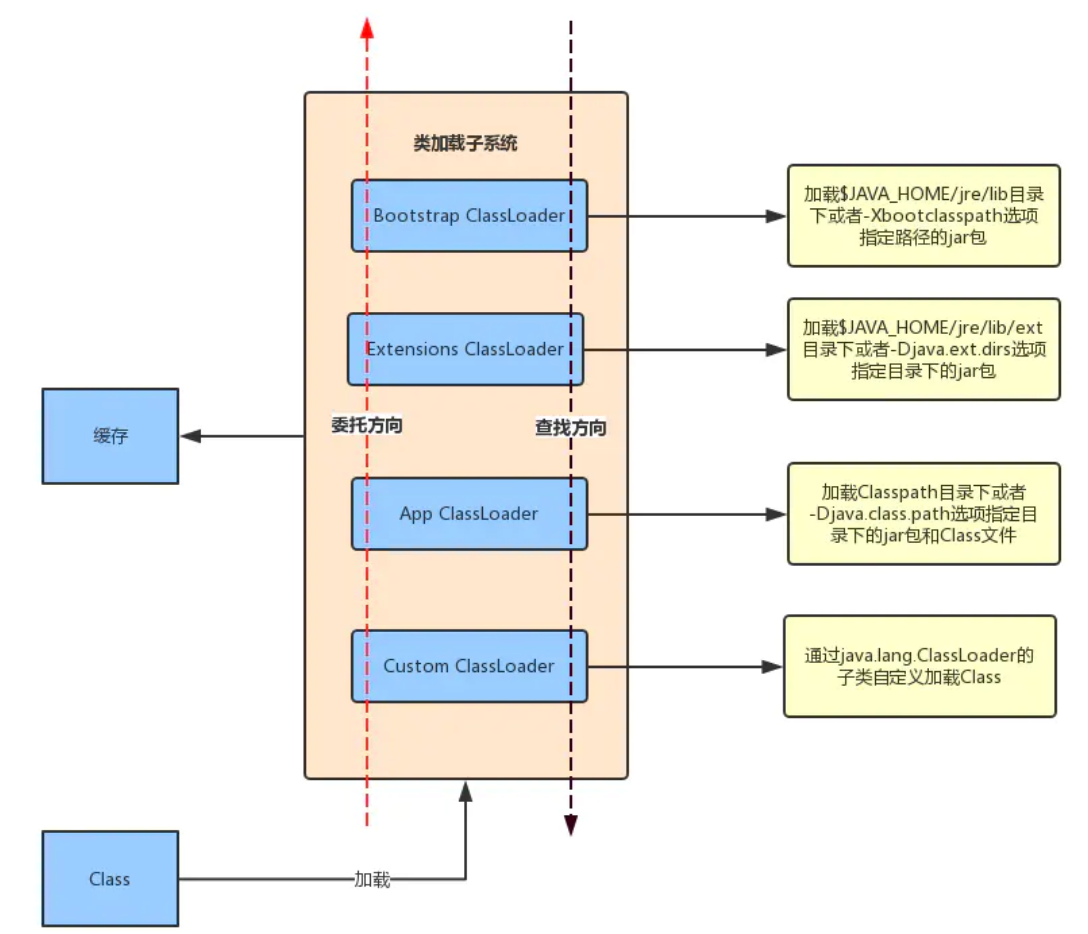 类加载子系统
Bootstrap ClassLoader
加载$JAVA_HOME/jre/lib目录
下或者-Xbootclasspath选项
指定路径的jar包
Extensions ClassLoader
加载$JAVA_HOME/jre/lib/ext
目录下或者-Djava.ext.dirs选项
指定目录下的jar包
缓存
委托方向
查找方向
App ClassLoader
加载Classpath目录下或者
-Djava.class.path选项指定目
录下的jar包和Class文件
Custom ClassLoader
通过java.lang.ClassLoader的
子类自定义加载Class
Class
加载